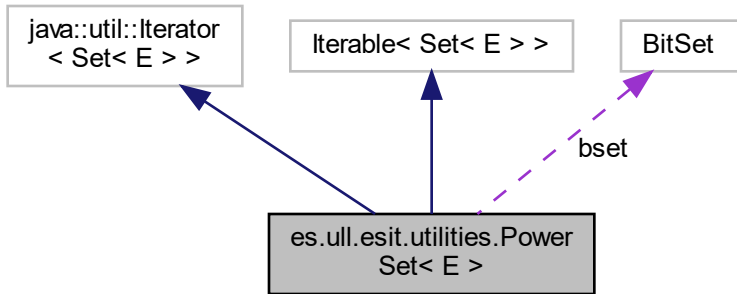 java::util::Iterator
< Set< E > >
Iterable< Set< E > >
BitSet
bset
es.ull.esit.utilities.Power
Set< E >